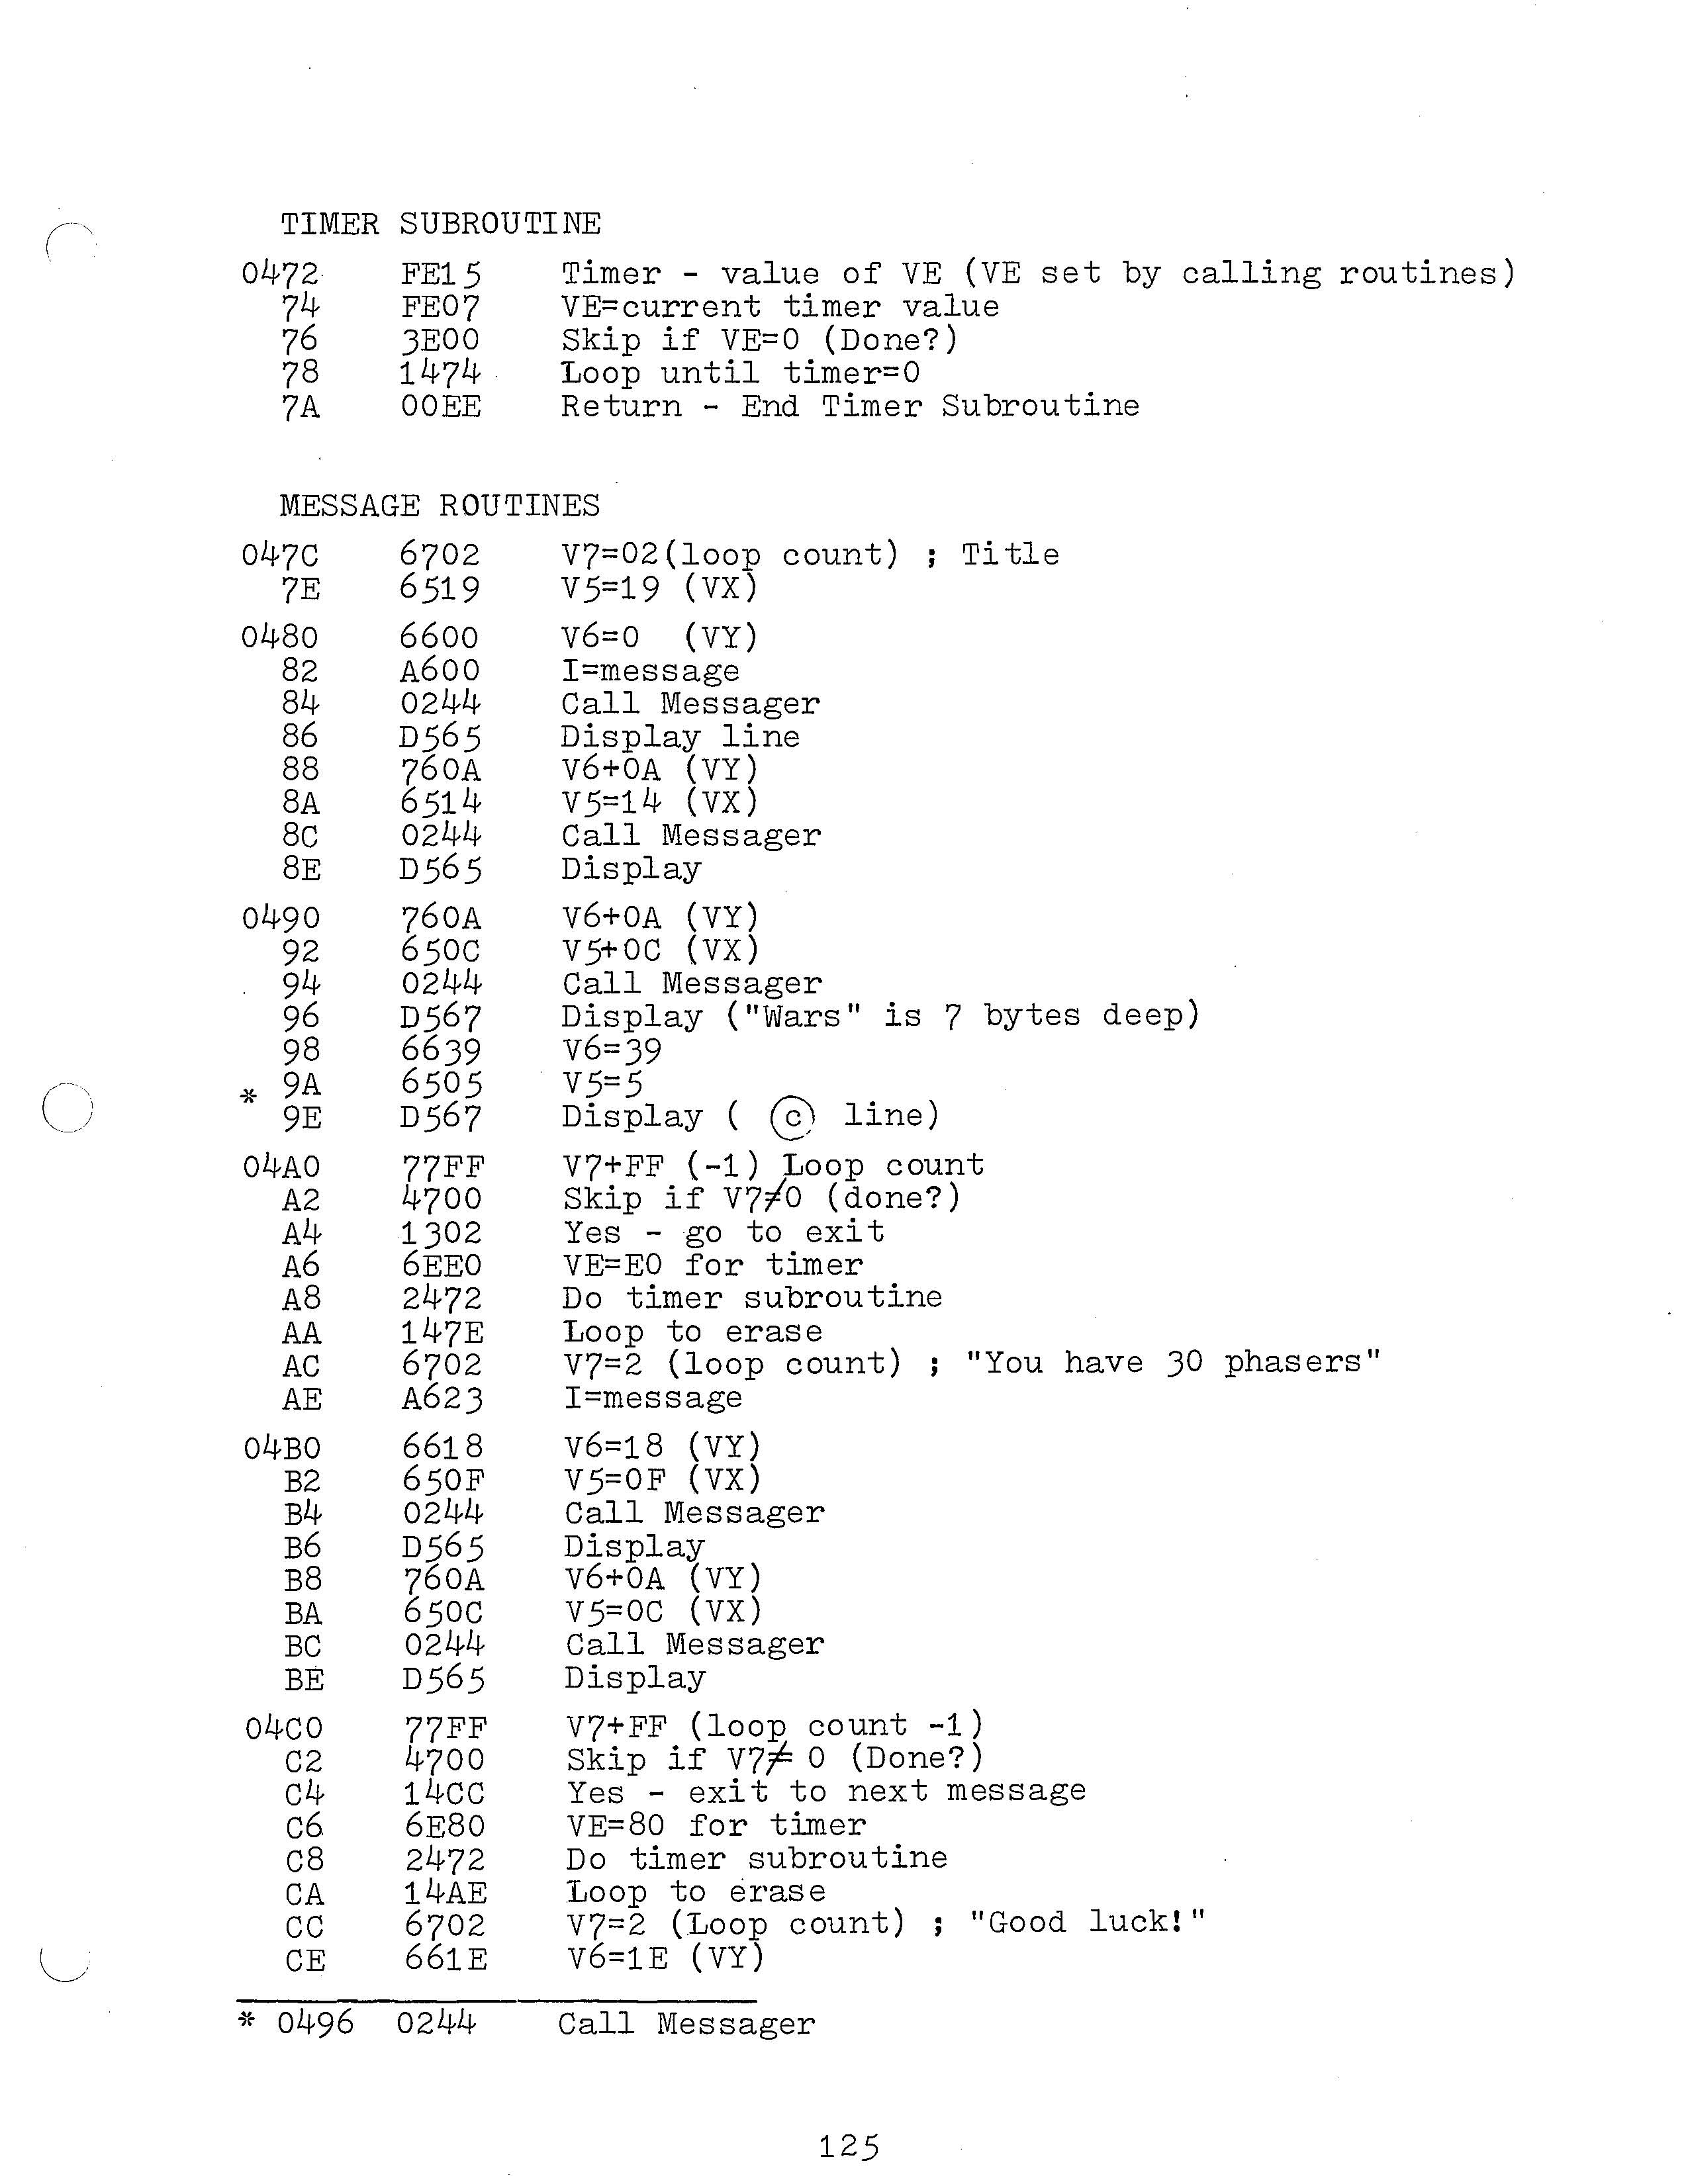 TIMER SUBROUTINE
0472 FE15 Timer - value of VE (VE set by calling routines)
74 FE07 VE=current timer value
76 3E00 Skip if VE=0 (Done?)
78 1474 Loop until timer=0
7A 00EE Return - End Timer Subroutine
MESSAGE ROUTINES
047C 6702 V7=02(loop count) ; Title
7E 6519 V5=19 (VX)
0480 6600 V6=0 (VY)
82 A600 I=message
84 0244 Call Messager
86 D565 Display line
88 760A V6+0A (VY)
8A 6514 V5=14 (VX)
8C 0244 Call Messager
8E D565 Display
0490 760A V6+0A (VY)
92 650C V5+0C (VX)
94 0244 Call Messager
96 D567 Display ("Wars" is 7 bytes deep)
98 6639 V6=39
* 9A 6505 V5=5
9E D567 Display ( © line)
04A0 77FF V7+FF (-1) Loop count
A2 4700 Skip if V7≠0 (done?)
A4 1302 Yes - go to exit
A6 6EE0 VE=E0 for timer
A8 2472 Do timer subroutine
AA 147E Loop to erase
AC 6702 V7=2 (loop count) ; "You have 30 phasers"
AE A623 I=message
04B0 6618 V6=18 (VY)
B2 650F V5=0F (VX)
B4 0244 Call Messager
B6 D565 Display
B8 760A V6+0A (VY)
BA 650C V5=0C (VX)
BC 0244 Call Messager
BE D565 Display
04C0 77FF V7+FF (loop count -1)
C2 4700 Skip if V7≠ 0 (Done?)
C4 14CC Yes - exit to next message
C6 6E80 VE=80 for timer
C8 2472 Do timer subroutine
CA 14AE Loop to erase
CC 6702 V7=2 (Loop count) ; "Good luck!"
CE 661E V6=1E (VY)
* 0496 0244 Call Messager
125